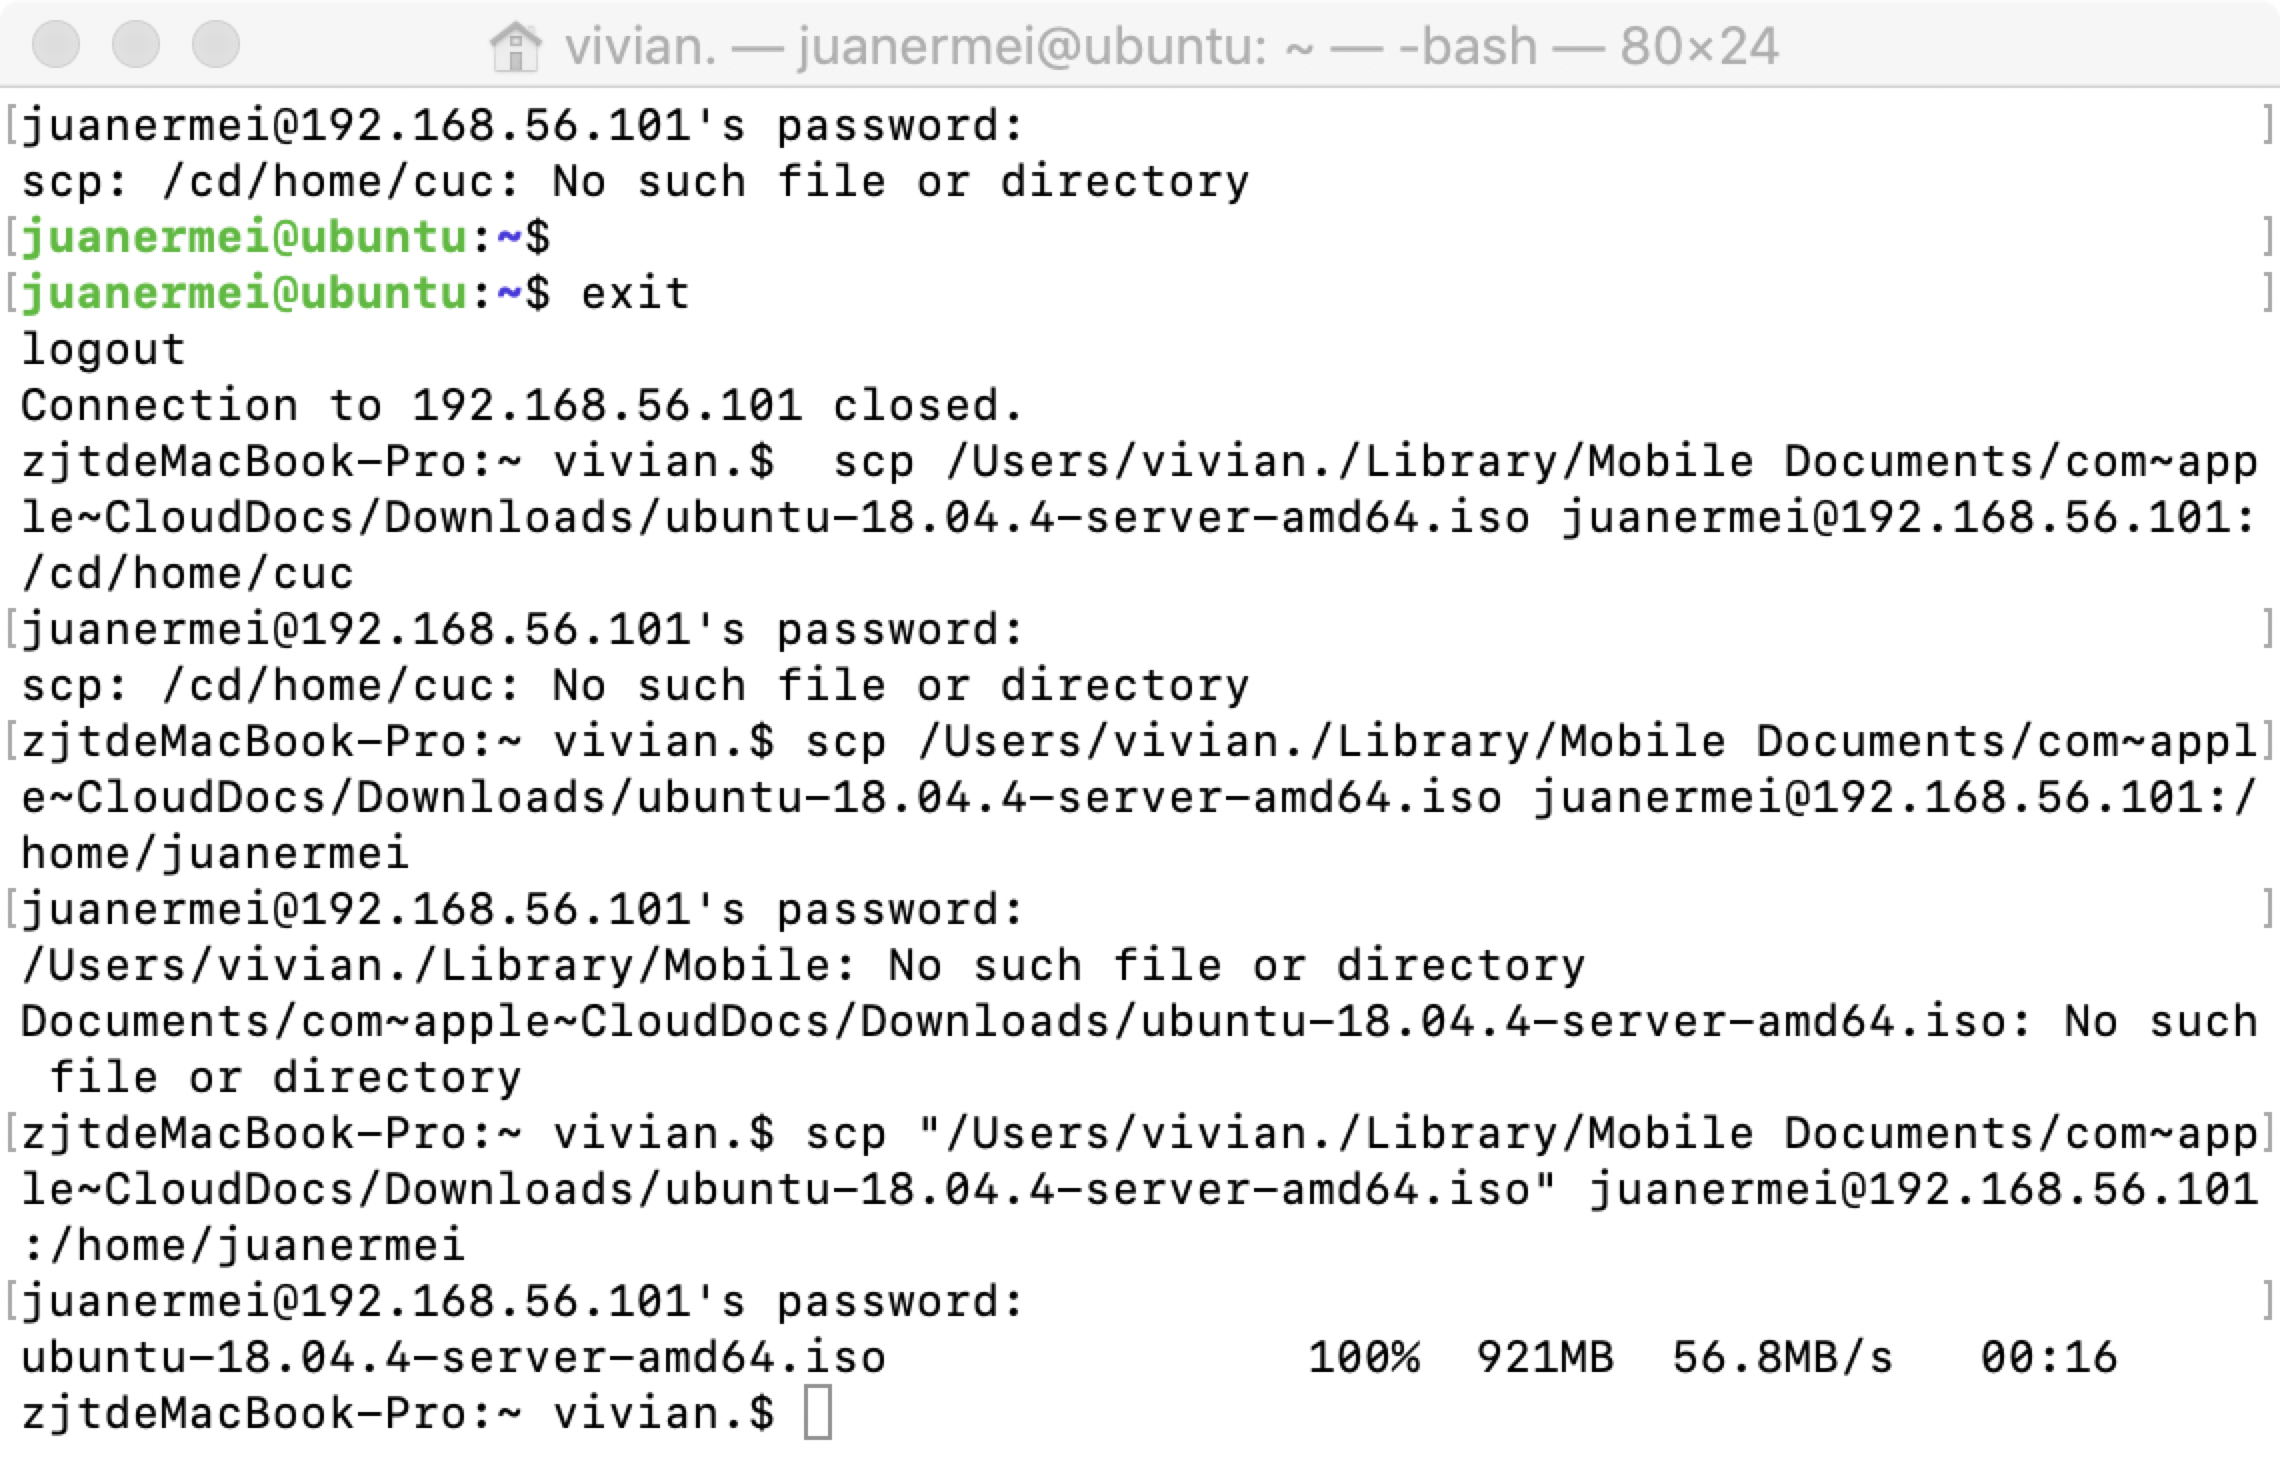 vivian. — juanermei@ubuntu: ~ — -bash — 80×24
[juanermei@192.168.56.101's password: ]
scp: /cd/home/cuc: No such file or directory
[juanermei@ubuntu:~$ ]
[juanermei@ubuntu:~$ exit ]
logout
Connection to 192.168.56.101 closed.
zjtdeMacBook-Pro:~ vivian.$  scp /Users/vivian./Library/Mobile Documents/com~app
le~CloudDocs/Downloads/ubuntu-18.04.4-server-amd64.iso juanermei@192.168.56.101:
/cd/home/cuc
[juanermei@192.168.56.101's password: ]
scp: /cd/home/cuc: No such file or directory
[zjtdeMacBook-Pro:~ vivian.$ scp /Users/vivian./Library/Mobile Documents/com~appl]
e~CloudDocs/Downloads/ubuntu-18.04.4-server-amd64.iso juanermei@192.168.56.101:/
home/juanermei
[juanermei@192.168.56.101's password: ]
/Users/vivian./Library/Mobile: No such file or directory
Documents/com~apple~CloudDocs/Downloads/ubuntu-18.04.4-server-amd64.iso: No such
 file or directory
[zjtdeMacBook-Pro:~ vivian.$ scp "/Users/vivian./Library/Mobile Documents/com~app]
le~CloudDocs/Downloads/ubuntu-18.04.4-server-amd64.iso" juanermei@192.168.56.101
:/home/juanermei
[juanermei@192.168.56.101's password: ]
ubuntu-18.04.4-server-amd64.iso               100%  921MB  56.8MB/s   00:16
zjtdeMacBook-Pro:~ vivian.$